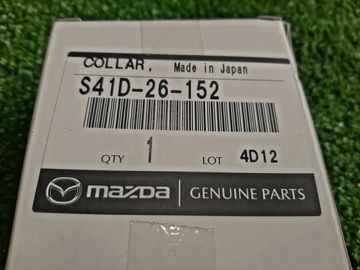 COLLAR, Made in Japan
S41D-26-152
QTY 1 LOT 4D12
mazda GENUINE PARTS